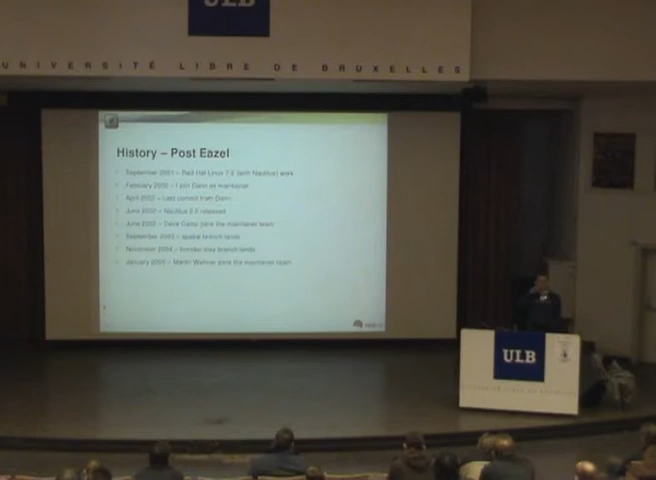 ULB
UNIVERSITÉ LIBRE DE BRUXELLES
History – Post Eazel
September 2001 – Red Hat Linux 7.2 (with Nautilus) work
February 2002 – I join Darin as maintainer
April 2002 – Last commit from Darin
June 2002 – Nautilus 2.0 released
June 2002 – Dave Camp joins the maintainer team
September 2003 – spatial branch lands
November 2004 – branch lands
January 2005 – Martin Wehner joins the maintainer team
ULB